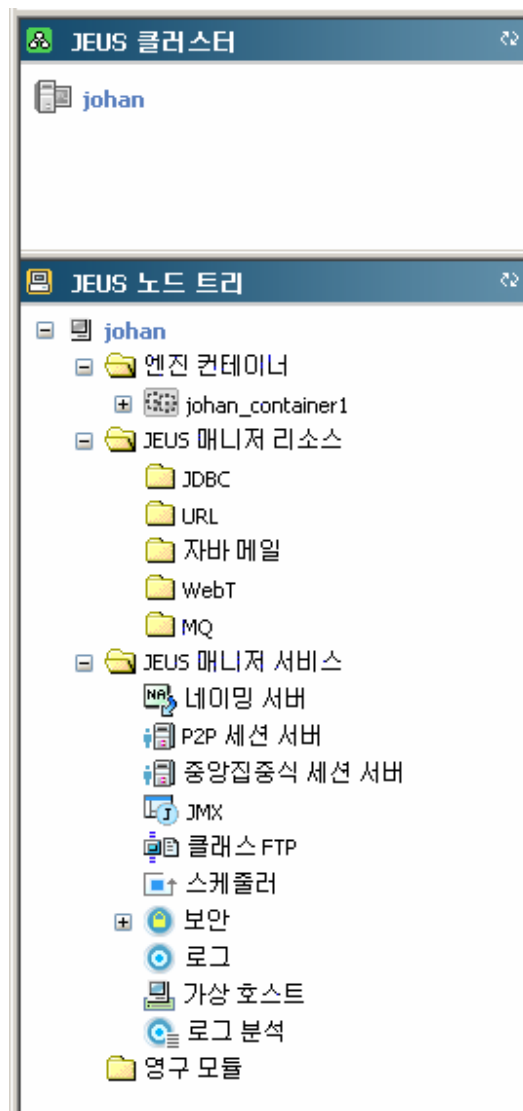 JEUS 클러스터
johan
JEUS 노드 트리
johan
엔진 컨테이너
johan_container1
JEUS 매니저 리소스
JDBC
URL
자바 메일
WebT
MQ
JEUS 매니저 서비스
네이밍 서버
P2P 세션 서버
중앙집중식 세션 서버
JMX
클래스 FTP
스케줄러
보안
로그
가상 호스트
로그 분석
영구 모듈